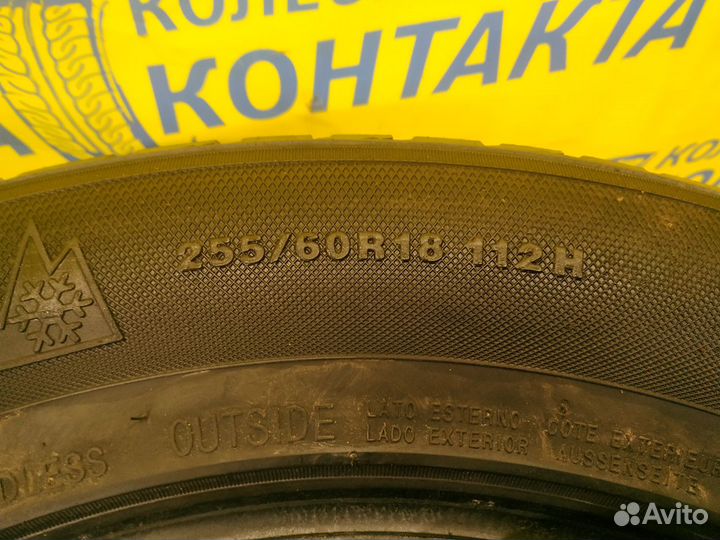 КОНТАКТА
255/60R18 112H
OUTSIDE
LATO ESTERNO
LADO EXTERIOR
COTE EXTERIEUR
AUSSENSEITE
Avito